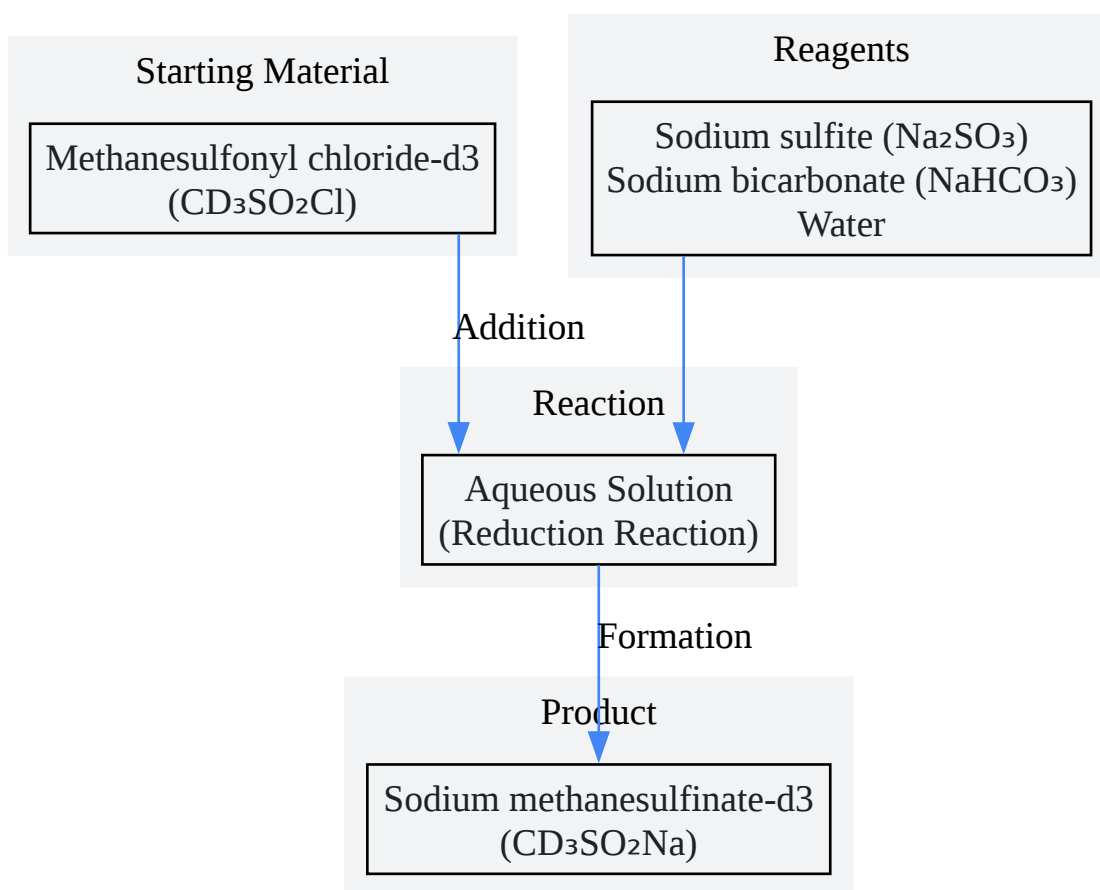 Starting Material
Methanesulfonyl chloride-d3
(CD₃SO₂Cl)
Reagents
Sodium sulfite (Na₂SO₃)
Sodium bicarbonate (NaHCO₃)
Water
Addition
Reaction
Aqueous Solution
(Reduction Reaction)
Formation
Product
Sodium methanesulfinate-d3
(CD₃SO₂Na)